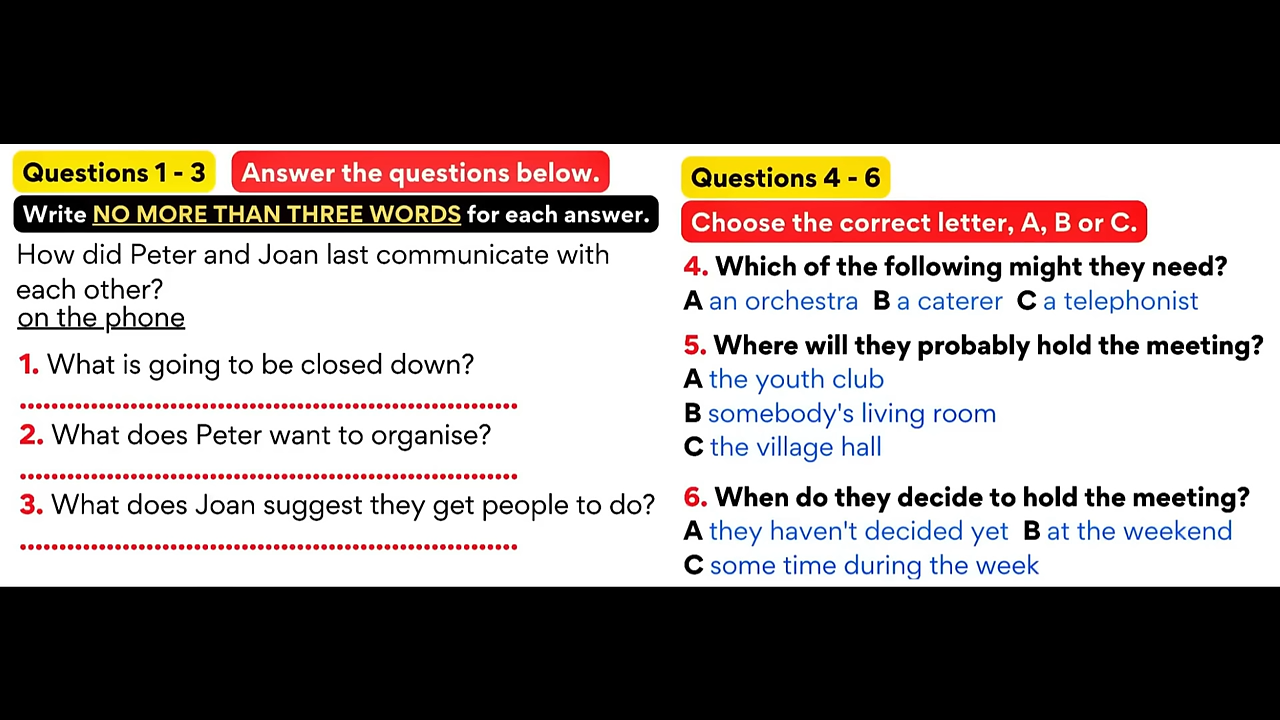 Questions 1 - 3
Answer the questions below.
Write NO MORE THAN THREE WORDS for each answer.
How did Peter and Joan last communicate with
each other?
on the phone
1. What is going to be closed down?
2. What does Peter want to organise?
3. What does Joan suggest they get people to do?
Questions 4 - 6
Choose the correct letter, A, B or C.
4. Which of the following might they need?
A an orchestra B a caterer C a telephonist
5. Where will they probably hold the meeting?
A the youth club
B somebody's living room
C the village hall
6. When do they decide to hold the meeting?
A they haven't decided yet B at the weekend
C some time during the week